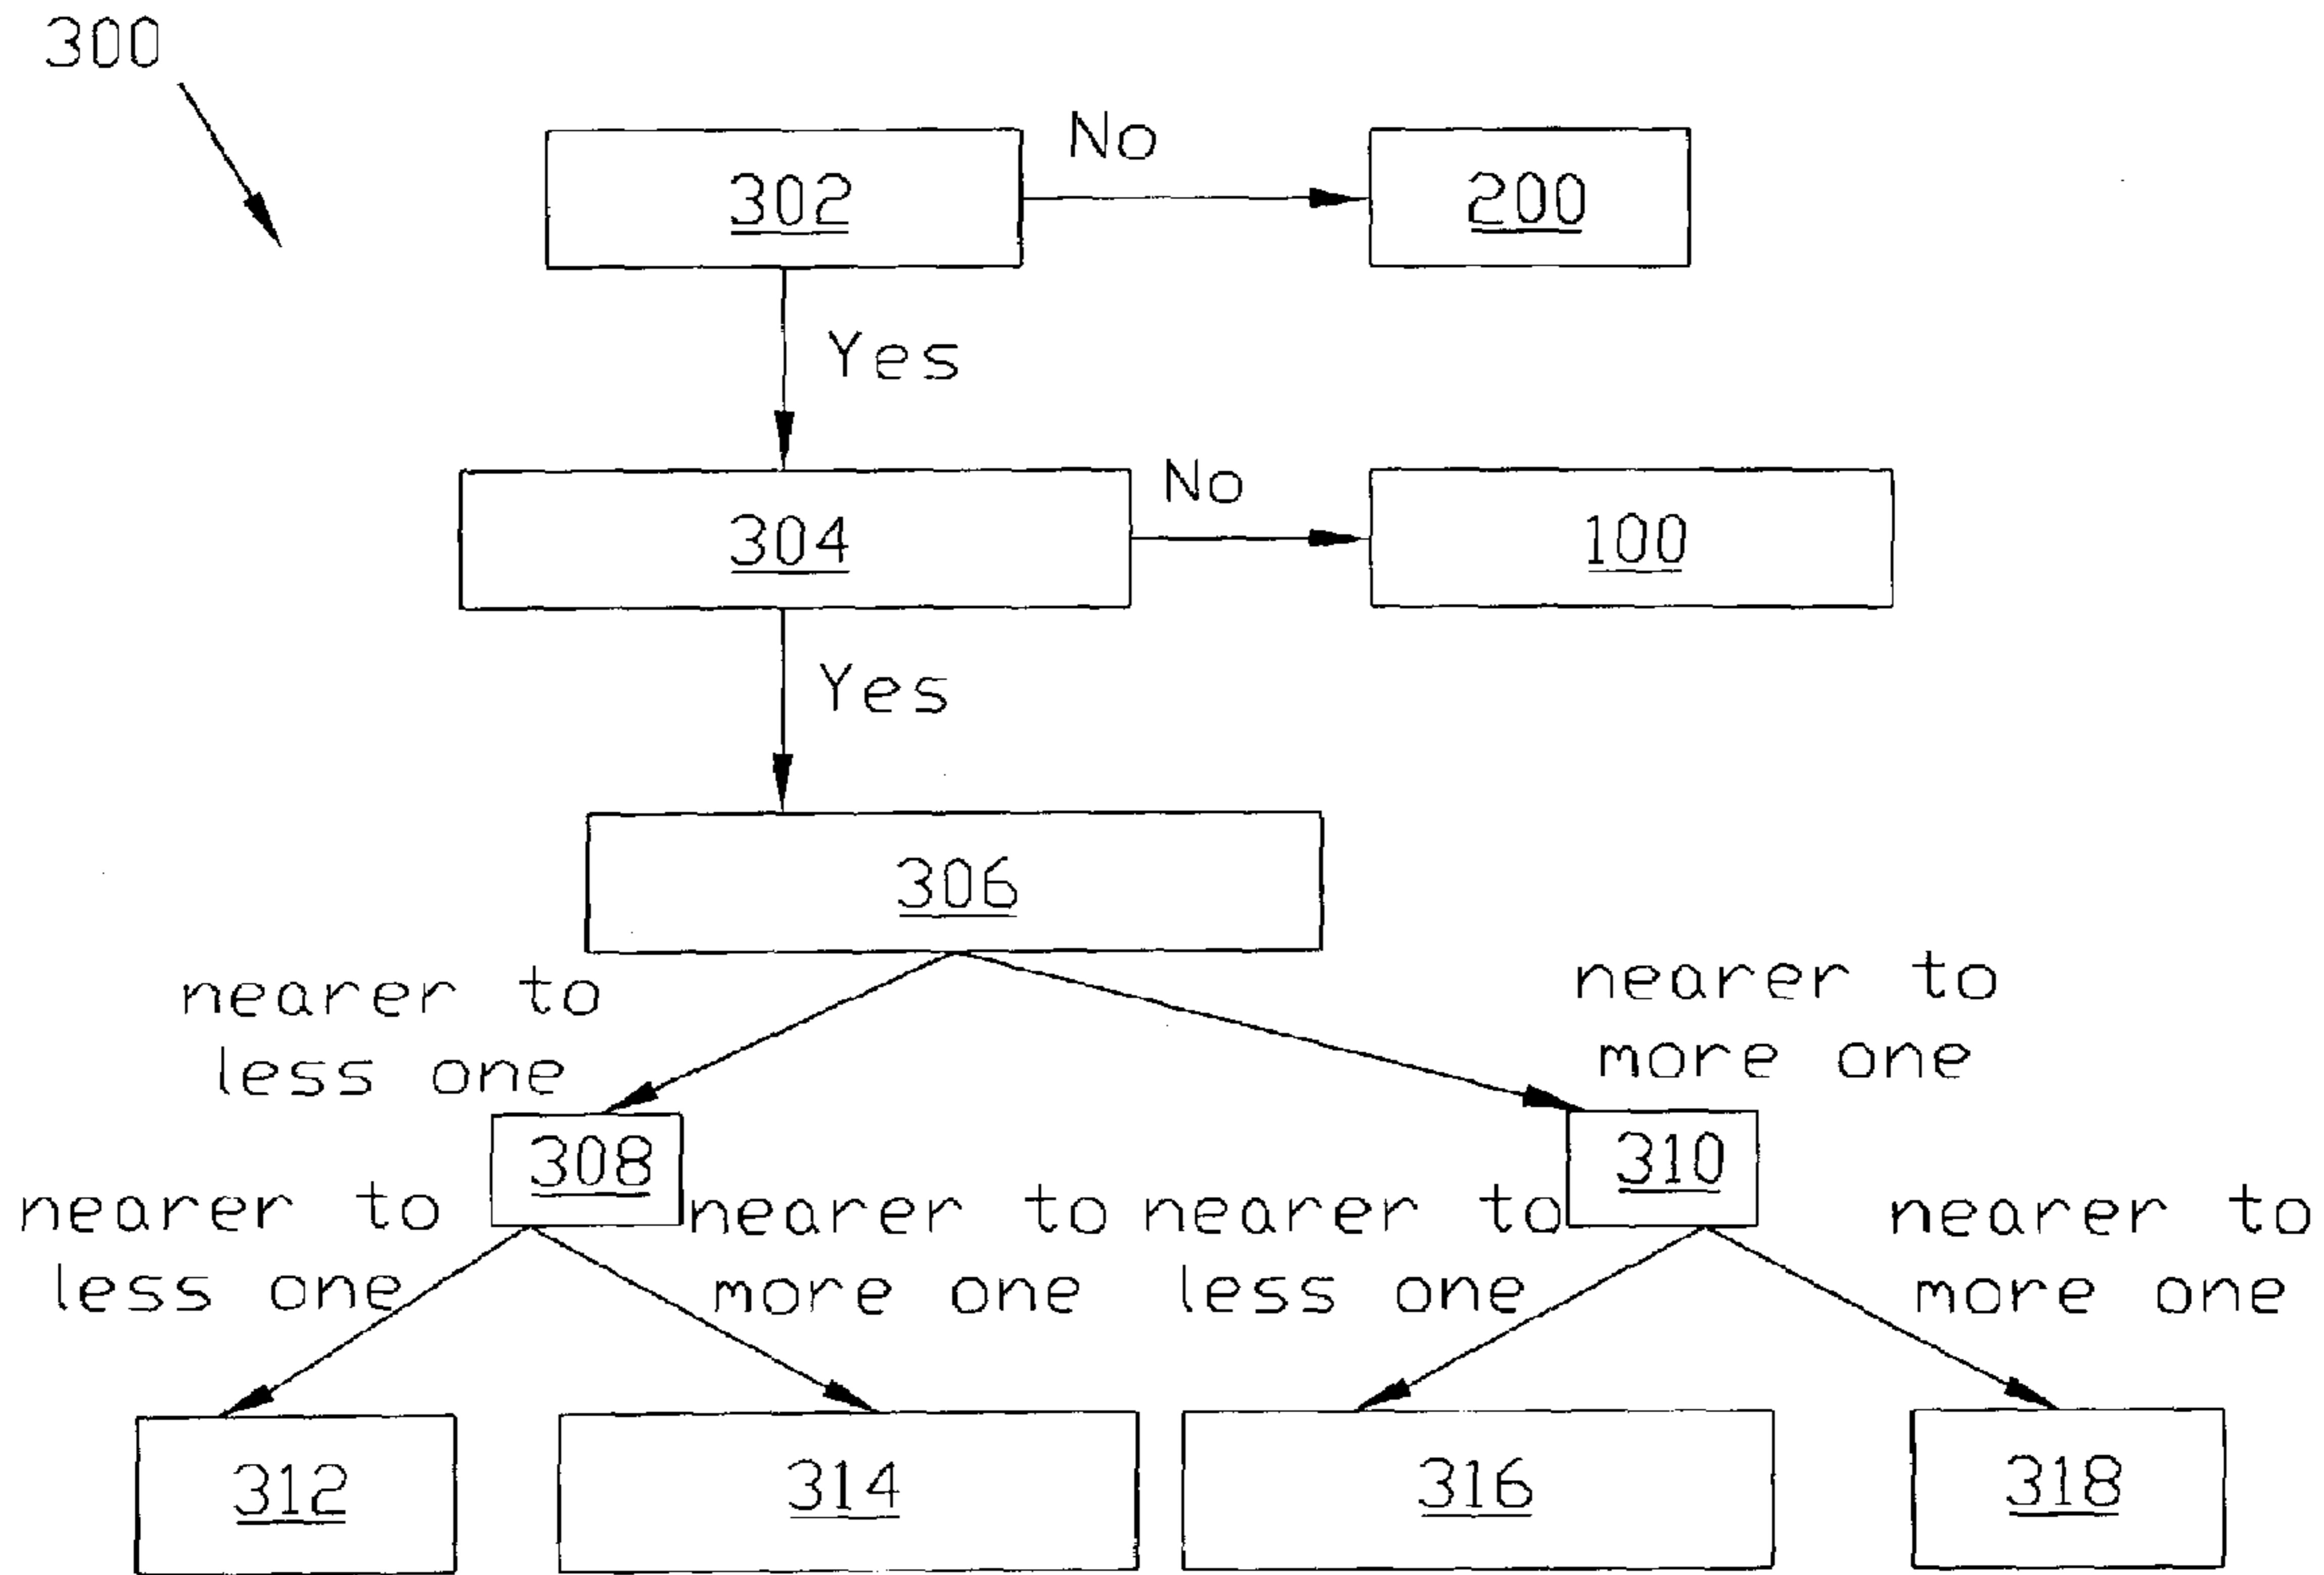 300
302
No
200
Yes
304
No
100
Yes
306
nearer to
less one
nearer to
more one
308
310
nearer to
less one
nearer to
more one
nearer to
less one
nearer to
more one
312
314
316
318